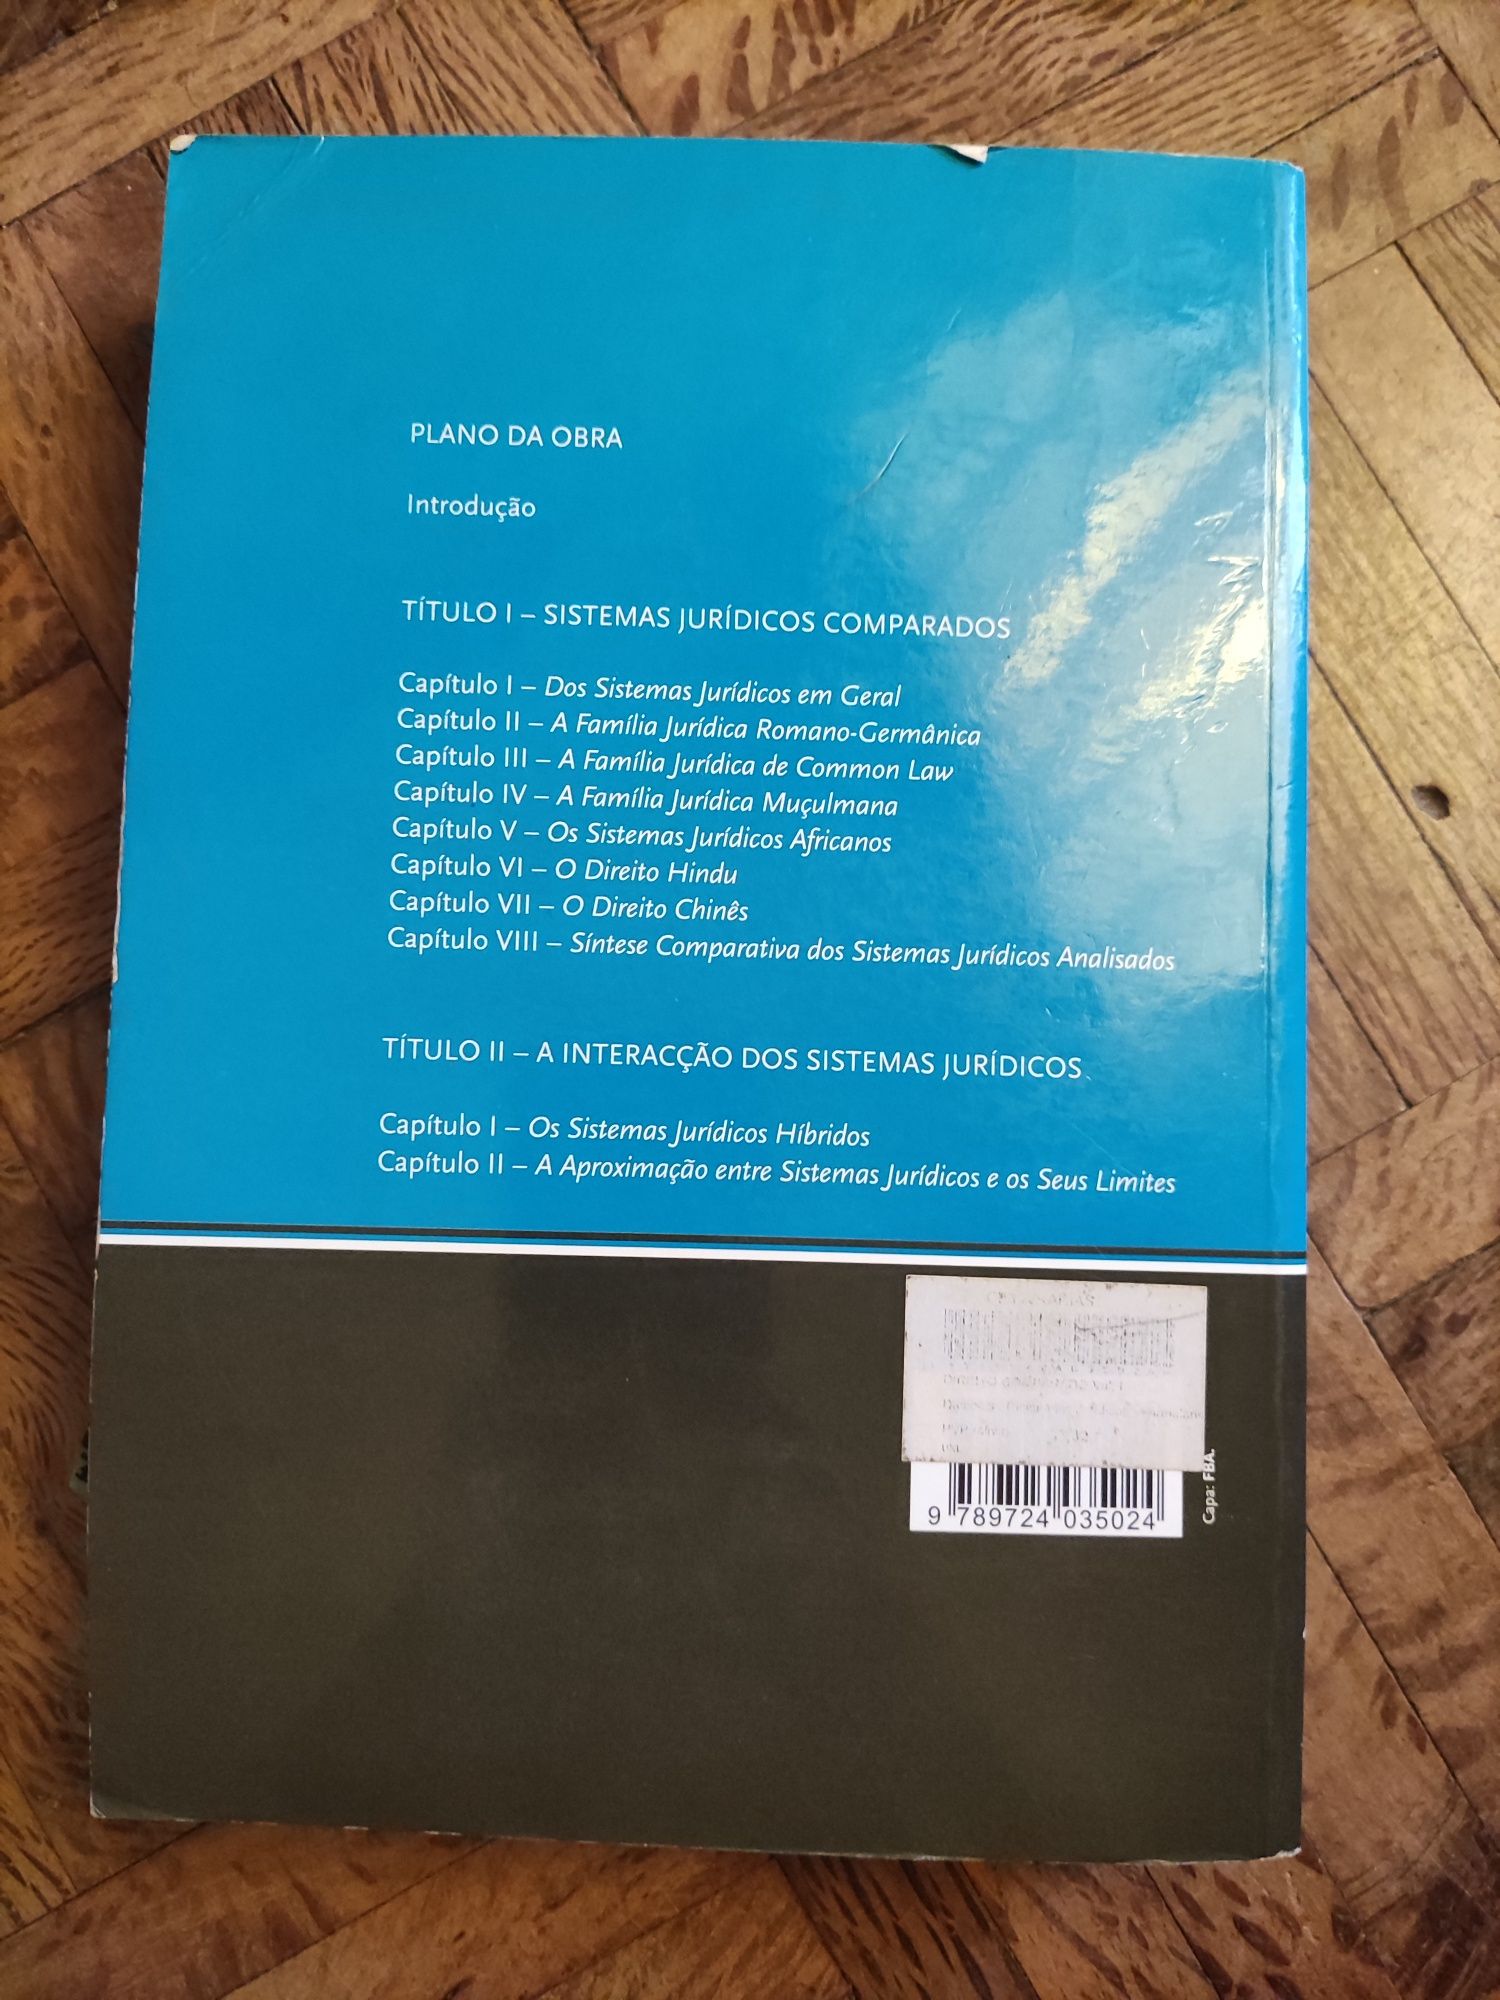 PLANO DA OBRA
Introdução
TÍTULO I – SISTEMAS JURÍDICOS COMPARADOS
Capítulo I – Dos Sistemas Jurídicos em Geral
Capítulo II – A Família Jurídica Romano-Germânica
Capítulo III – A Família Jurídica de Common Law
Capítulo IV – A Família Jurídica Muçulmana
Capítulo V – Os Sistemas Jurídicos Africanos
Capítulo VI – O Direito Hindu
Capítulo VII – O Direito Chinês
Capítulo VIII – Síntese Comparativa dos Sistemas Jurídicos Analisados
TÍTULO II – A INTERACÇÃO DOS SISTEMAS JURÍDICOS
Capítulo I – Os Sistemas Jurídicos Híbridos
Capítulo II – A Aproximação entre Sistemas Jurídicos e os Seus Limites
9 789724 035024
Capa: FBA.